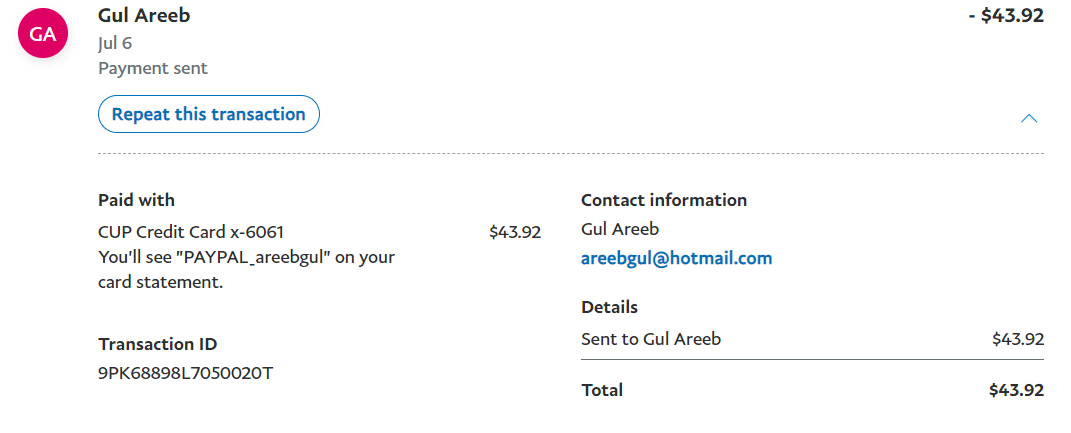 GA
Gul Areeb
- $43.92
Jul 6
Payment sent
Repeat this transaction
Paid with
CUP Credit Card x-6061 $43.92
You'll see "PAYPAL_areebgul" on your
card statement.
Transaction ID
9PK68898L7050020T
Contact information
Gul Areeb
areebgul@hotmail.com
Details
Sent to Gul Areeb $43.92
Total $43.92